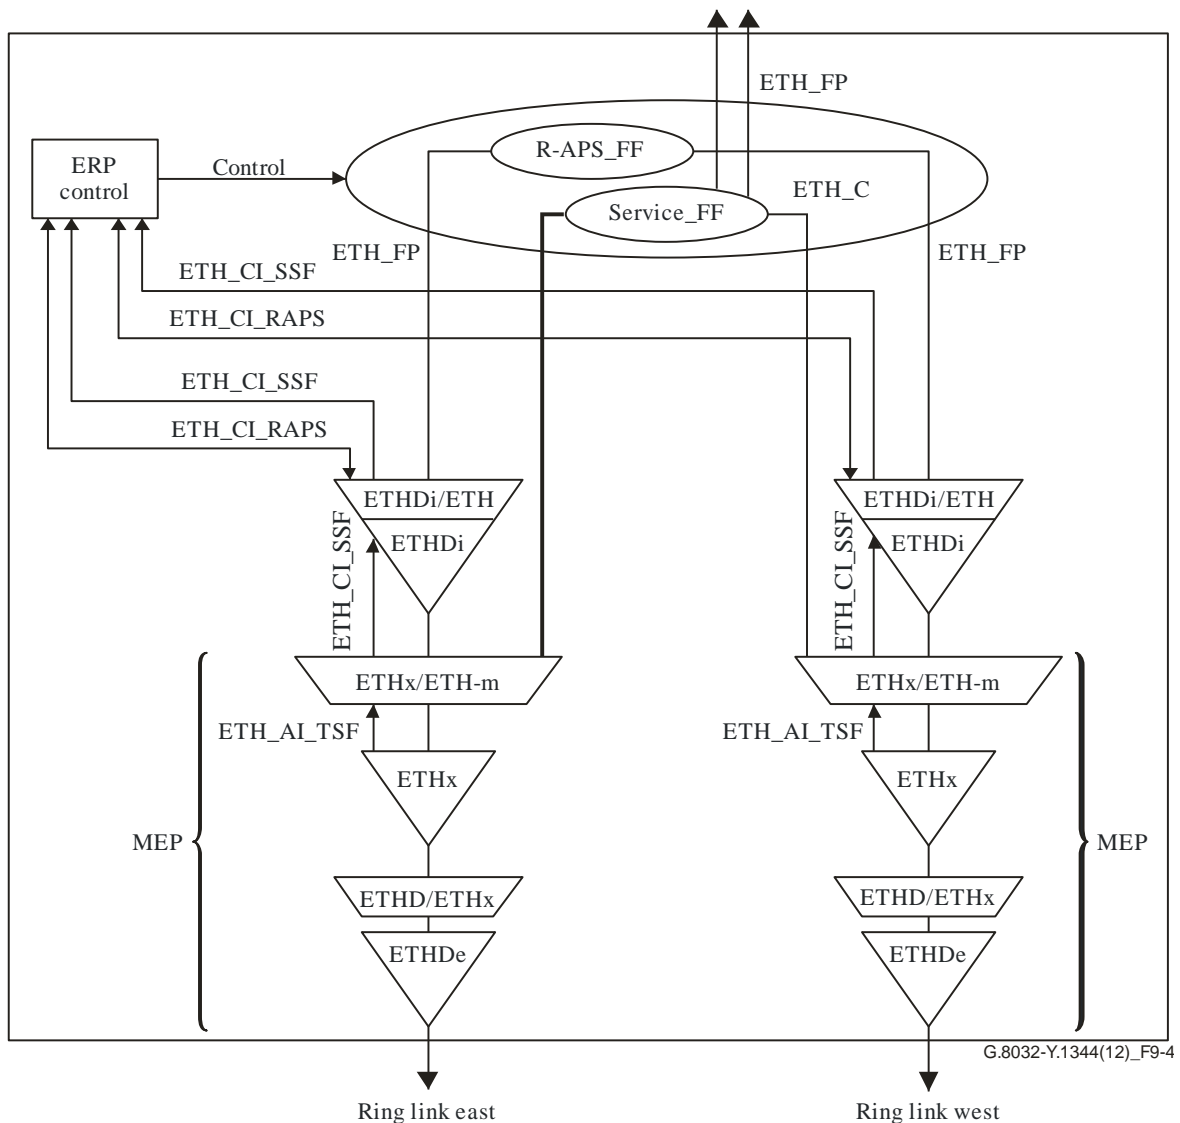 ETH_FP
ERP
control
Control
R-APS_FF
ETH_C
Service_FF
ETH_FP
ETH_FP
ETH_CI_SSF
ETH_CI_RAPS
ETH_CI_SSF
ETH_CI_RAPS
ETHDi/ETH
ETHDi/ETH
ETHDi
ETHDi
ETH_CI_SSF
ETH_CI_SSF
ETHx/ETH-m
ETHx/ETH-m
ETH_AI_TSF
ETH_AI_TSF
ETHx
ETHx
MEP
MEP
ETHD/ETHx
ETHD/ETHx
ETHDe
ETHDe
G.8032-Y.1344(12)_F9-4
Ring link east
Ring link west